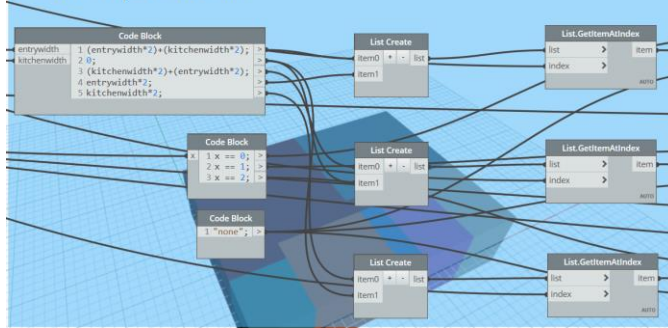 Code Block
entrywidth
kitchenwidth
1 (entrywidth*2)+(kitchenwidth*2); >
2 0; >
3 (kitchenwidth*2)+(entrywidth*2); >
4 entrywidth*2; >
5 kitchenwidth*2; >
List Create
item0 + - list
item1
List.GetItemAtIndex
list > item
index >
AUTO
Code Block
x 1 x == 0; >
2 x == 1; >
3 x == 2; >
List Create
item0 + - list
item1
List.GetItemAtIndex
list > item
index >
AUTO
Code Block
1 "none"; >
List Create
item0 + - list
item1
List.GetItemAtIndex
list > item
index >
AUTO